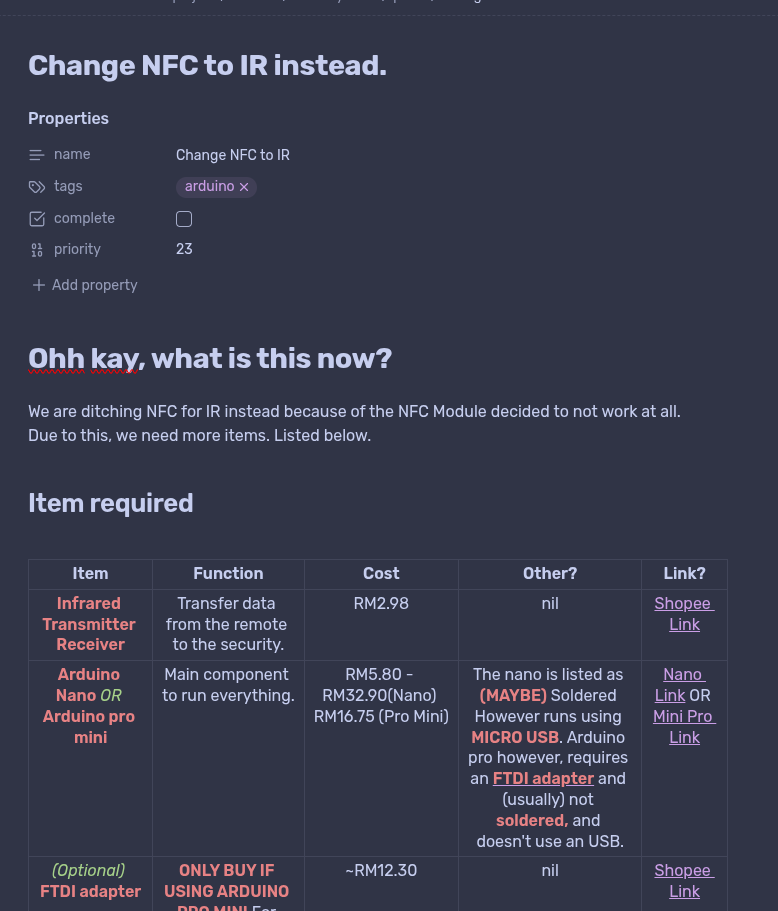 Change NFC to IR instead.
Properties
name Change NFC to IR
tags arduino ×
complete
priority 23
+ Add property
Ohh kay, what is this now?
We are ditching NFC for IR instead because of the NFC Module decided to not work at all.
Due to this, we need more items. Listed below.
Item required
Item Function Cost Other? Link?
Infrared
Transmitter
Receiver
Transfer data
from the remote
to the security.
RM2.98
nil
Shopee
Link
Arduino
Nano OR
Arduino pro
mini
Main component
to run everything.
RM5.80 -
RM32.90(Nano)
RM16.75 (Pro Mini)
The nano is listed as
(MAYBE) Soldered
However runs using
MICRO USB. Arduino
pro however, requires
an FTDI adapter and
(usually) not
soldered, and
doesn't use an USB.
Nano
Link OR
Mini Pro
Link
(Optional)
FTDI adapter
ONLY BUY IF
USING ARDUINO
PRO MINI For
~RM12.30
nil
Shopee
Link